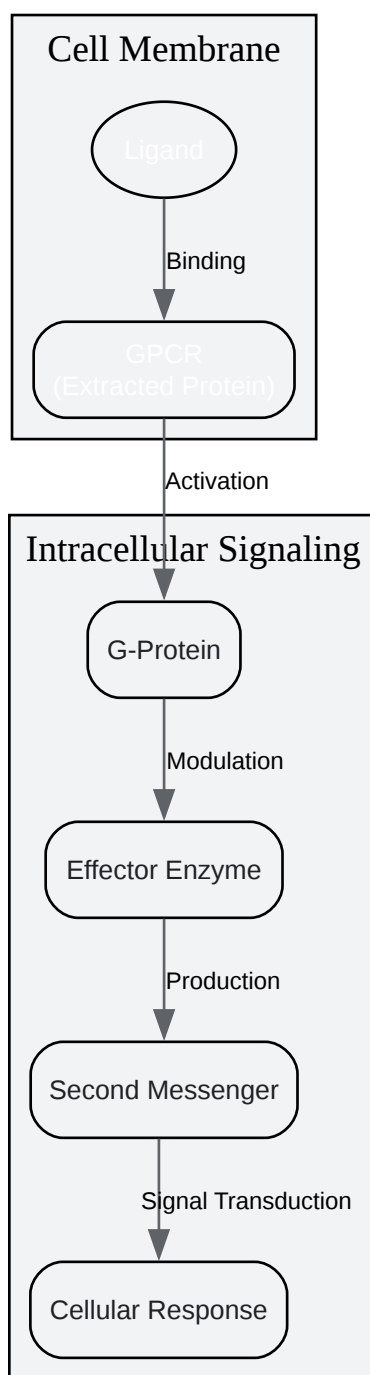 Cell Membrane
Ligand
Binding
GPCR
(Extracted Protein)
Activation
Intracellular Signaling
G-Protein
Modulation
Effector Enzyme
Production
Second Messenger
Signal Transduction
Cellular Response